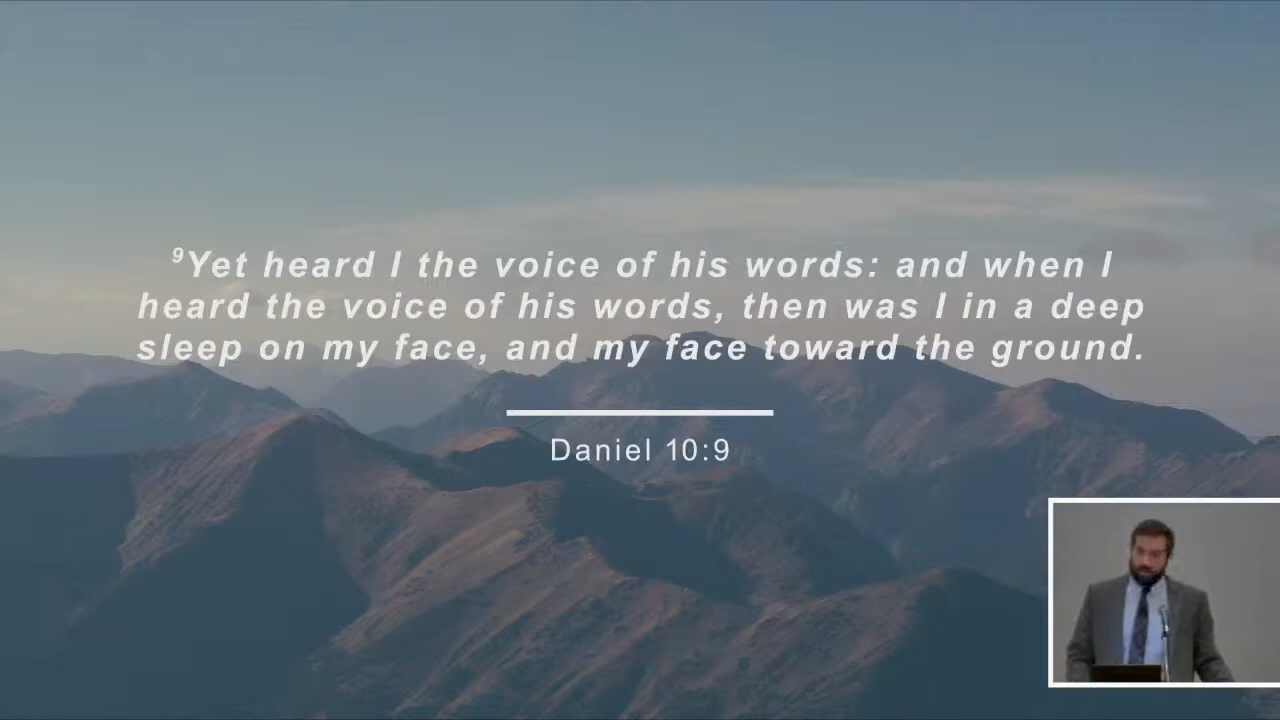 ⁹Yet heard I the voice of his words: and when I
heard the voice of his words, then was I in a deep
sleep on my face, and my face toward the ground.
Daniel 10:9